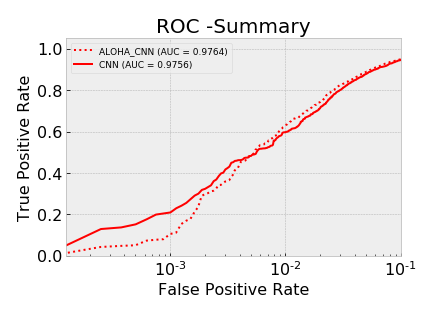 ROC -Summary
ALOHA_CNN (AUC = 0.9764)
CNN (AUC = 0.9756)
True Positive Rate
1.0
0.8
0.6
0.4
0.2
0.0
10⁻³
10⁻²
10⁻¹
False Positive Rate